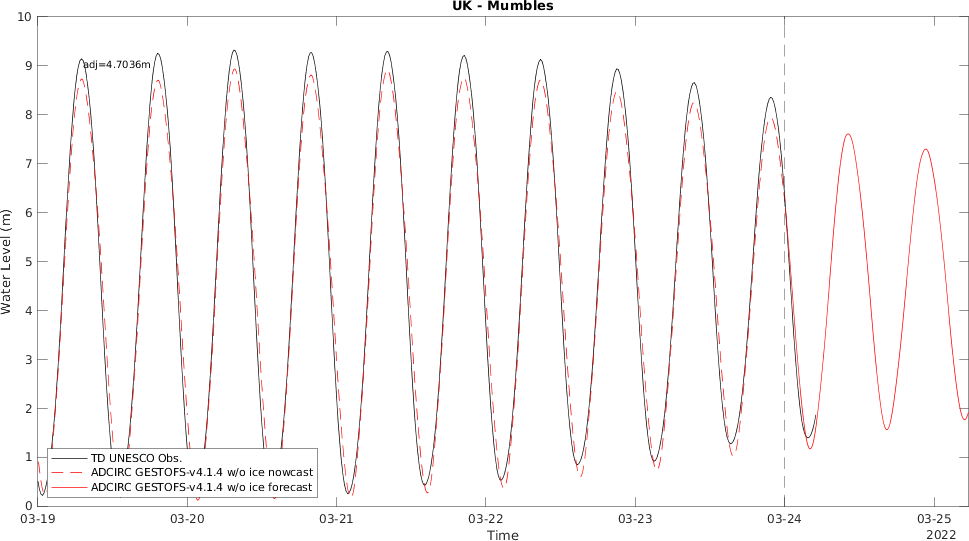 UK - Mumbles
10
9
8
7
6
5
4
3
2
1
0
Water Level (m)
adj=4.7036m
TD UNESCO Obs.
ADCIRC GESTOFS-v4.1.4 w/o ice nowcast
ADCIRC GESTOFS-v4.1.4 w/o ice forecast
03-19 03-20 03-21 03-22 03-23 03-24 03-25
Time
2022